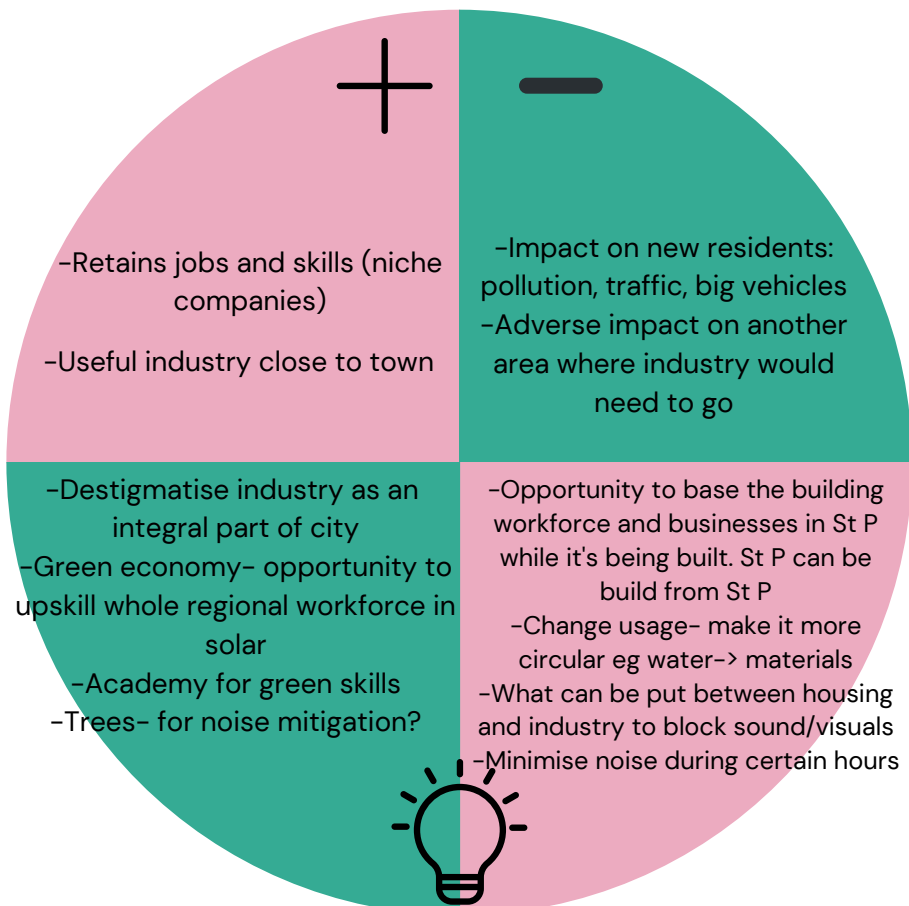 -Retains jobs and skills (niche
companies)
-Useful industry close to town
-Impact on new residents:
pollution, traffic, big vehicles
-Adverse impact on another
area where industry would
need to go
-Destigmatise industry as an
integral part of city
-Green economy- opportunity to
upskill whole regional workforce in
solar
-Academy for green skills
-Trees- for noise mitigation?
-Opportunity to base the building
workforce and businesses in St P
while it's being built. St P can be
build from St P
-Change usage- make it more
circular eg water-> materials
-What can be put between housing
and industry to block sound/visuals
-Minimise noise during certain hours